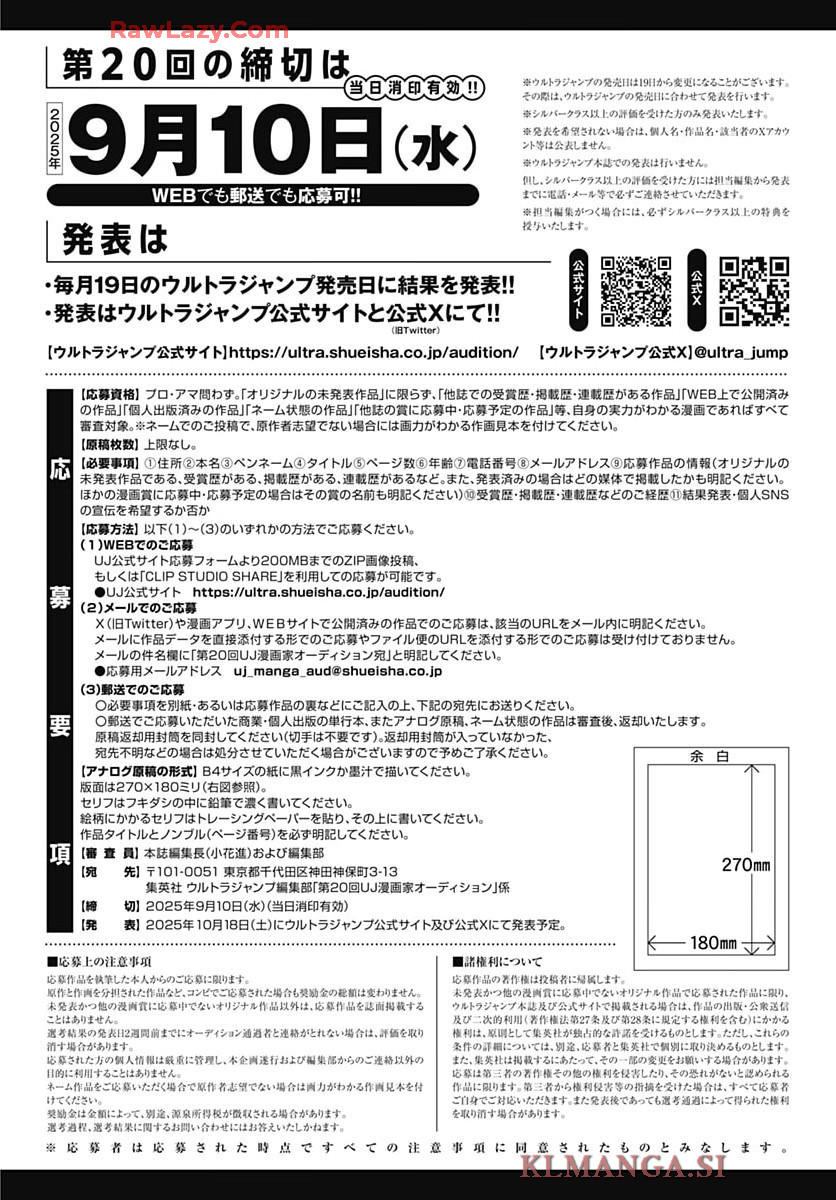 RawLazy.Com
第20回の締切は
当日消印有効!!
2025年
9月10日(水)
WEBでも郵送でも応募可!!
※ウルトラジャンプの発売日は19日から変更になることがございます。
その際は、ウルトラジャンプの発売日に合わせて発表を行います。
※シルバークラス以上の評価を受けた方のみ発表いたします。
※発表を希望されない場合は、個人名・作品名・該当者のXアカウ
ント等は公表しません。
※ウルトラジャンプ本誌での発表は行いません。
但し、シルバークラス以上の評価を受けた方には担当編集から発表
までに電話・メール等で必ずご連絡させていただきます。
※担当編集がつく場合には、必ずシルバークラス以上の特典を
授与いたします。
発表は
・毎月19日のウルトラジャンプ発売日に結果を発表!!
・発表はウルトラジャンプ公式サイトと公式Xにて!!
(旧Twitter)
公式サイト
公式X
【ウルトラジャンプ公式サイト】https://ultra.shueisha.co.jp/audition/ 【ウルトラジャンプ公式X】@ultra_jump
応募要項
【応募資格】プロ・アマ問わず。「オリジナルの未発表作品」に限らず、「他誌での受賞歴・掲載歴・連載歴がある作品」「WEB上で公開済み
の作品」「個人出版済みの作品」「ネーム状態の作品」「他誌の賞に応募中・応募予定の作品」等、自身の実力がわかる漫画であればすべて
審査対象。※ネームでのご投稿で、原作者志望でない場合には画力がわかる作画見本を付けてください。
【原稿枚数】上限なし。
【必要事項】①住所②本名③ペンネーム④タイトル⑤ページ数⑥年齢⑦電話番号⑧メールアドレス⑨応募作品の情報(オリジナルの
未発表作品である、受賞歴がある、掲載歴がある、連載歴があるなど。また、発表済みの場合はどの媒体で掲載したかも明記ください。
ほかの漫画賞に応募中・応募予定の場合はその賞の名前も明記ください)⑩受賞歴・掲載歴・連載歴などのご経歴⑪結果発表・個人SNS
の宣伝を希望するか否か
【応募方法】以下(1)~(3)のいずれかの方法でご応募ください。
(1)WEBでのご応募
UJ公式サイト応募フォームより200MBまでのZIP画像投稿、
もしくは「CLIP STUDIO SHARE」を利用しての応募が可能です。
●UJ公式サイト https://ultra.shueisha.co.jp/audition/
(2)メールでのご応募
X(旧Twitter)や漫画アプリ、WEBサイトで公開済みの作品でのご応募は、該当のURLをメール内に明記ください。
メールに作品データを直接添付する形でのご応募やファイル便のURLを添付する形でのご応募は受け付けておりません。
メールの件名欄に「第20回UJ漫画家オーディション宛」と明記してください。
●応募用メールアドレス uj_manga_aud@shueisha.co.jp
(3)郵送でのご応募
○必要事項を別紙・あるいは応募作品の裏などにご記入の上、下記の宛先にお送りください。
○郵送でご応募いただいた商業・個人出版の単行本、またアナログ原稿、ネーム状態の作品は審査後、返却いたします。
原稿返却用封筒を同封してください(切手は不要です)。返却用封筒が入っていなかった、
宛先不明などの場合は処分させていただく場合がございますので予めご了承ください。
【アナログ原稿の形式】B4サイズの紙に黒インクか墨汁で描いてください。
版面は270×180ミリ(右図参照)。
セリフはフキダシの中に鉛筆で濃く書いてください。
絵柄にかかるセリフはトレーシングペーパーを貼り、その上に書いてください。
作品タイトルとノンブル(ページ番号)を必ず明記してください。
【審査員】本誌編集長(小花進)および編集部
【宛先】〒101-0051 東京都千代田区神田神保町3-13
集英社 ウルトラジャンプ編集部「第20回UJ漫画家オーディション」係
【締切】2025年9月10日(水)(当日消印有効)
【発表】2025年10月18日(土)にウルトラジャンプ公式サイト及び公式Xにて発表予定。
余白
270mm
180mm
■応募上の注意事項
応募作品を執筆した本人からのご応募に限ります。
原作と作画を分担された作品など、コンビでご応募された場合も奨励金の総額は変わりません。
未発表かつ他の漫画賞に応募中でないオリジナル作品以外は、応募作品を誌面掲載する
ことはありません。
選考結果の発表日2週間前までにオーディション通過者と連絡がとれない場合は、評価を取り
消す場合があります。
応募された方の個人情報は厳重に管理し、本企画遂行および編集部からのご連絡以外の
目的に利用することはありません。
ネーム作品をご応募いただく場合で原作者志望でない場合は画力がわかる作画見本を付
けてください。
奨励金は金額によって、別途、源泉所得税が徴収される場合があります。
選考過程、選考結果に関するお問い合わせにはお答えいたしかねます。
■諸権利について
応募作品の著作権は投稿者に帰属します。
未発表かつ他の漫画賞に応募中でないオリジナル作品で応募された作品に限り、
ウルトラジャンプ本誌及び公式サイトで掲載される場合は、作品の出版・公衆送信
及び二次的利用(著作権法第27条及び第28条に規定する権利を含む)にかかる
権利は、原則として集英社が独占的な許諾を受けるものとします。ただし、これらの
条件の詳細については、別途、応募者と集英社で個別に取り決めるものとします。
また、集英社は掲載するにあたって、その一部の変更をお願いする場合があります。
応募は第三者の著作権その他の権利を侵害したり、その恐れがないと認められる
作品に限ります。第三者から権利侵害等の指摘を受けた場合は、すべて応募者
ご自身でご対応いただきます。また発表後であっても選考通過によって得られた権利
を取り消す場合があります。
※応募者は応募された時点ですべての注意事項に同意されたものとみなします。
KLMANGA.SI